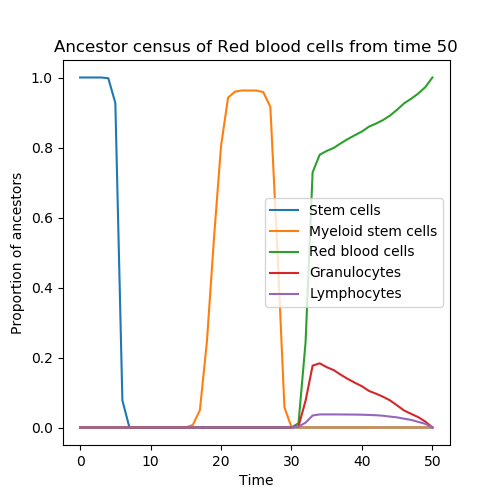 Ancestor census of Red blood cells from time 50
Proportion of ancestors
1.0
0.8
0.6
0.4
0.2
0.0
Stem cells
Myeloid stem cells
Red blood cells
Granulocytes
Lymphocytes
0 10 20 30 40 50
Time